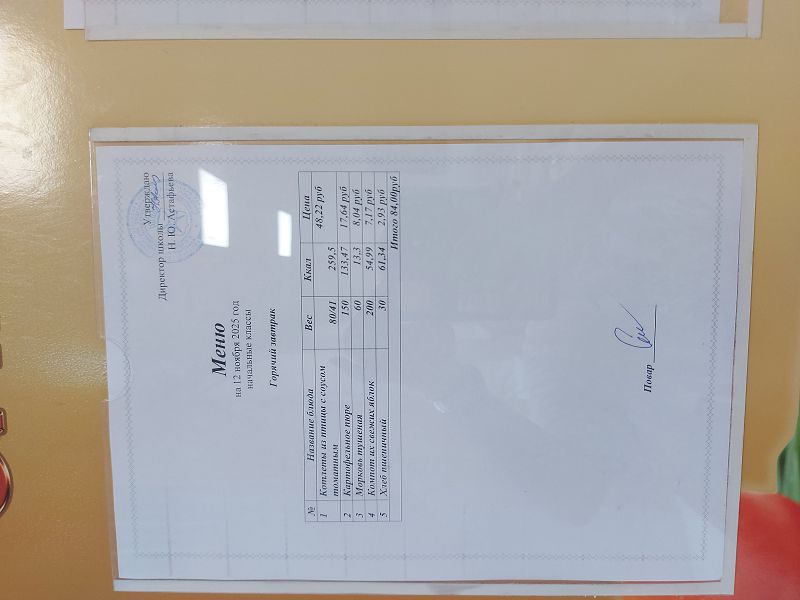 Утверждаю
Директор школы
Н. Ю. Астафьева
Меню
на 12 ноября 2025 год
начальные классы
Горячий завтрак
№ Название блюда Вес Ккал Цена
1 Котлеты из птицы с соусом томатным 80/41 259,5 48,22 руб
2 Картофельное пюре 150 133,47 17,64 руб
3 Морковь тушеная 60 13,3 8,04 руб
4 Компот их свежих яблок 200 54,99 7,17 руб
5 Хлеб пшеничный 30 61,34 2,93 руб
Итого 84,00руб
Повар